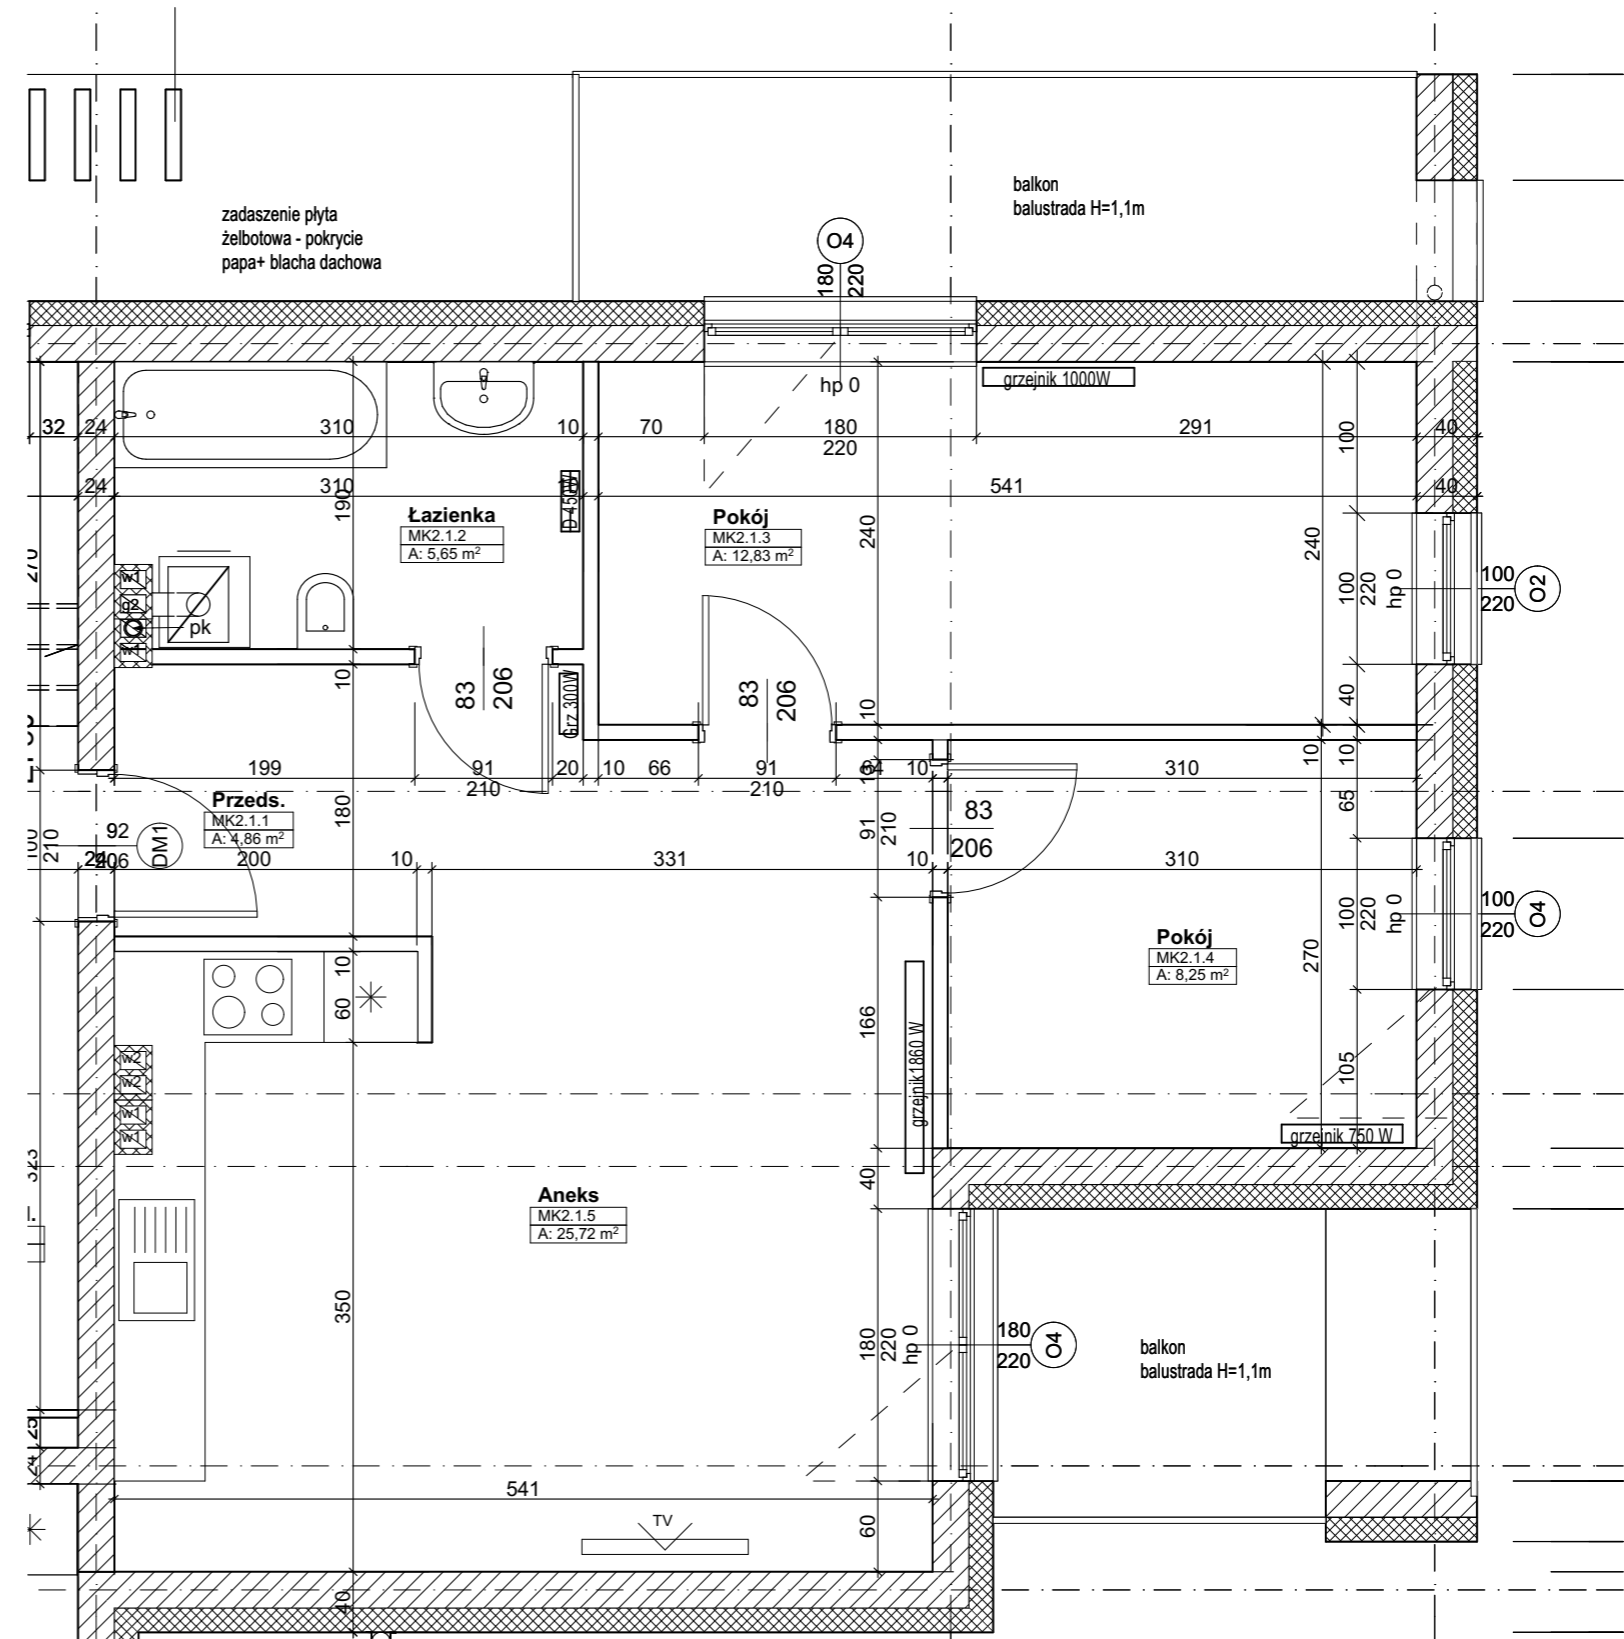 zadaszenie płyta
żelbotowa - pokrycie
papa+ blacha dachowa
balkon
balustrada H=1,1m
O4
180
220
hp 0
grzejnik 1000W
32
24
310
10
70
180
220
291
40
100
24
310
10
541
40
190
Łazienka
MK2.1.2
A: 5,65 m²
D 450W
Pokój
MK2.1.3
A: 12,83 m²
240
240
270
100
220
hp 0
100
220
O2
w1
g2
w1
pk
10
83
206
Grz 300W
83
206
10
40
199
91
210
20
10
66
91
210
10
310
10
10
65
Przeds.
MK2.1.1
A: 4,86 m²
180
92
206
DM1
100
210
24
200
10
331
10
310
91
210
83
206
100
220
hp 0
100
220
O4
Pokój
MK2.1.4
A: 8,25 m²
270
10
60
166
grzejnik1860 W
105
grzejnik 750 W
w2
w2
w1
w1
323
40
Aneks
MK2.1.5
A: 25,72 m²
350
180
220
hp 0
180
220
O4
balkon
balustrada H=1,1m
25
24
541
60
TV
40